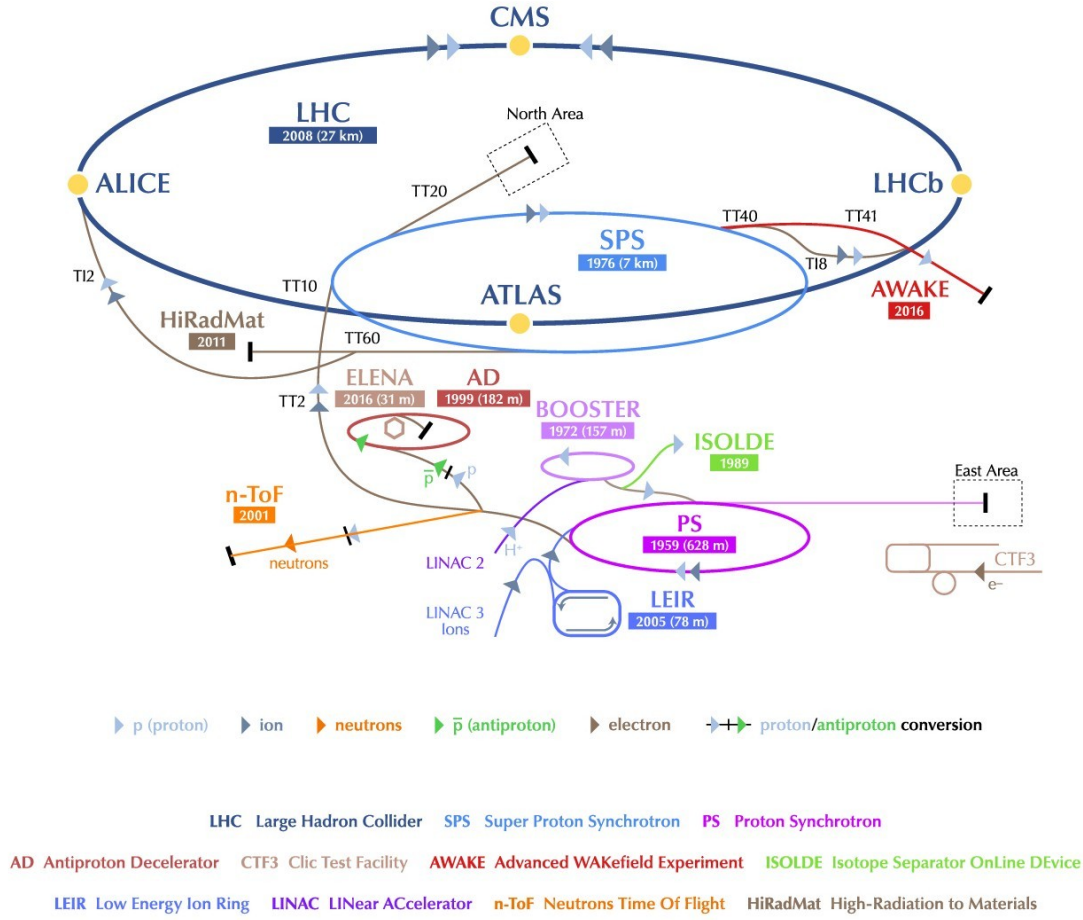 CMS
LHC
2008 (27 km)
North Area
ALICE
LHCb
TT20
TT40
TT41
SPS
1976 (7 km)
TI8
TI2
TT10
ATLAS
AWAKE
2016
HiRadMat
2011
TT60
ELENA
2016 (31 m)
AD
1999 (182 m)
TT2
BOOSTER
1972 (157 m)
ISOLDE
1989
p̅
p
East Area
n-ToF
2001
PS
1959 (628 m)
neutrons
LINAC 2
H⁺
CTF3
e⁻
LEIR
2005 (78 m)
LINAC 3
Ions
p (proton) ion neutrons p̅ (antiproton) electron proton/antiproton conversion
LHC Large Hadron Collider SPS Super Proton Synchrotron PS Proton Synchrotron
AD Antiproton Decelerator CTF3 Clic Test Facility AWAKE Advanced WAKefield Experiment ISOLDE Isotope Separator OnLine DEvice
LEIR Low Energy Ion Ring LINAC LINear ACcelerator n-ToF Neutrons Time Of Flight HiRadMat High-Radiation to Materials